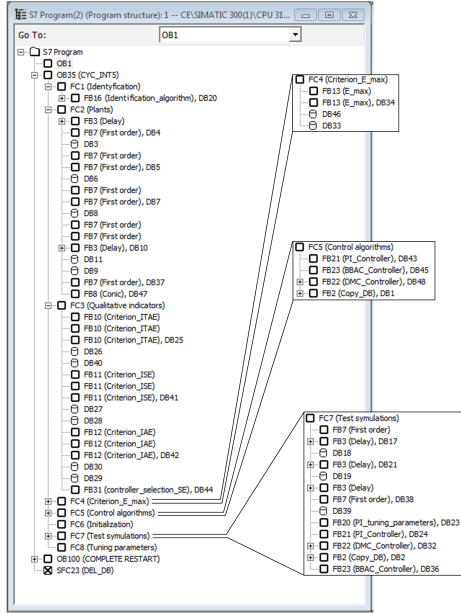 S7 Program(2) (Program structure): 1 -- CE\SIMATIC 300(1)\CPU 31...
Go To:
OB1
S7 Program
OB1
OB35 (CYC_INT5)
FC1 (Identyfication)
FB16 (Identification_algorithm), DB20
FC2 (Plants)
FB3 (Delay)
FB7 (First order), DB4
DB3
FB7 (First order)
FB7 (First order), DB5
DB6
FB7 (First order)
FB7 (First order), DB7
DB8
FB7 (First order)
FB7 (First order)
FB3 (Delay), DB10
DB11
DB9
FB7 (First order), DB37
FB8 (Conic), DB47
FC3 (Qualitative indicators)
FB10 (Criterion_ITAE)
FB10 (Criterion_ITAE)
FB10 (Criterion_ITAE), DB25
DB26
DB40
FB11 (Criterion_ISE)
FB11 (Criterion_ISE)
FB11 (Criterion_ISE), DB41
DB27
DB28
FB12 (Criterion_IAE)
FB12 (Criterion_IAE)
FB12 (Criterion_IAE), DB42
DB30
DB29
FB31 (controller_selection_SE), DB44
FC4 (Criterion_E_max)
FC5 (Control algorithms)
FC6 (Initialization)
FC7 (Test symulations)
FC8 (Tuning parameters)
OB100 (COMPLETE RESTART)
SFC23 (DEL_DB)
FC4 (Criterion_E_max)
FB13 (E_max)
FB13 (E_max), DB34
DB46
DB33
FC5 (Control algorithms)
FB21 (PI_Controller), DB43
FB23 (BBAC_Controller), DB45
FB22 (DMC_Controller), DB48
FB2 (Copy_DB), DB1
FC7 (Test symulations)
FB7 (First order)
FB3 (Delay), DB17
DB18
FB3 (Delay), DB21
DB19
FB3 (Delay)
FB7 (First order), DB38
DB39
FB20 (PI_tuning_parameters), DB23
FB21 (PI_Controller), DB24
FB22 (DMC_Controller), DB32
FB2 (Copy_DB), DB2
FB23 (BBAC_Controller), DB36